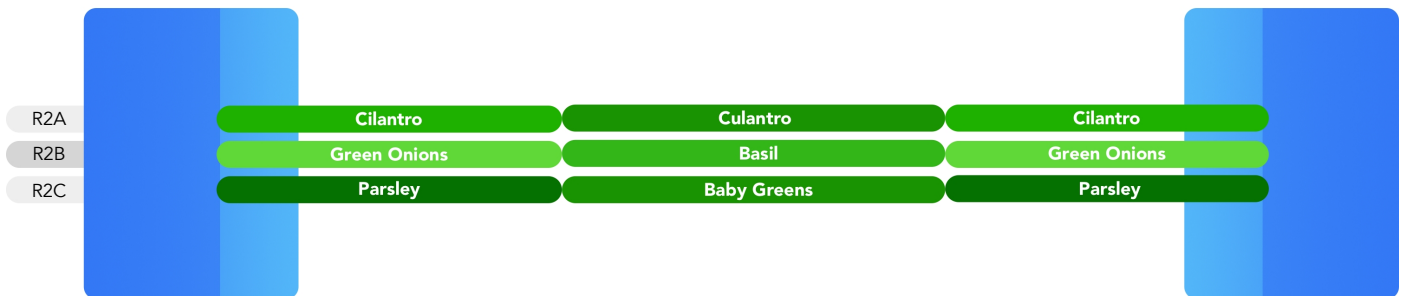 R2A Cilantro Culantro Cilantro
R2B Green Onions Basil Green Onions
R2C Parsley Baby Greens Parsley